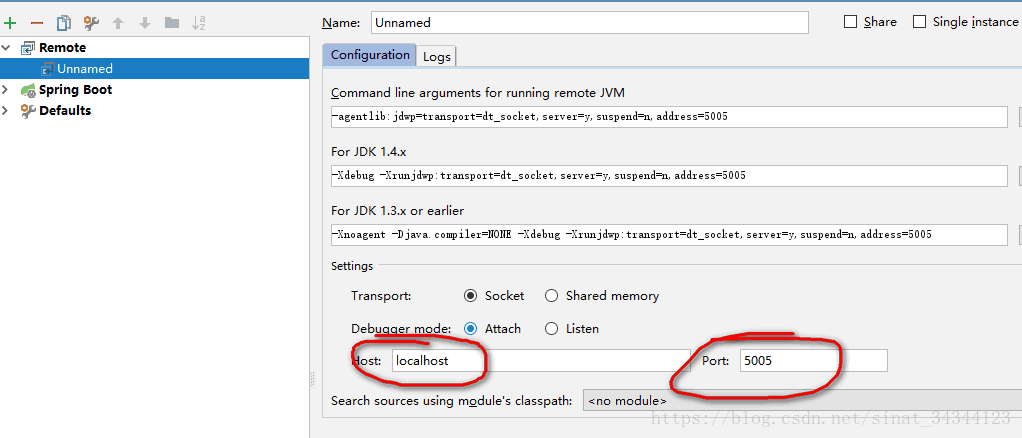 Name: Unnamed Share Single instance
Remote
Unnamed
Spring Boot
Defaults
Configuration Logs
Command line arguments for running remote JVM
-agentlib:jdwp=transport=dt_socket,server=y,suspend=n,address=5005
For JDK 1.4.x
-Xdebug -Xrunjdwp:transport=dt_socket,server=y,suspend=n,address=5005
For JDK 1.3.x or earlier
-Xnoagent -Djava.compiler=NONE -Xdebug -Xrunjdwp:transport=dt_socket,server=y,suspend=n,address=5005
Settings
Transport: Socket Shared memory
Debugger mode: Attach Listen
Host: localhost Port: 5005
Search sources using module's classpath: <no module>
https://blog.csdn.net/sinat_34344123